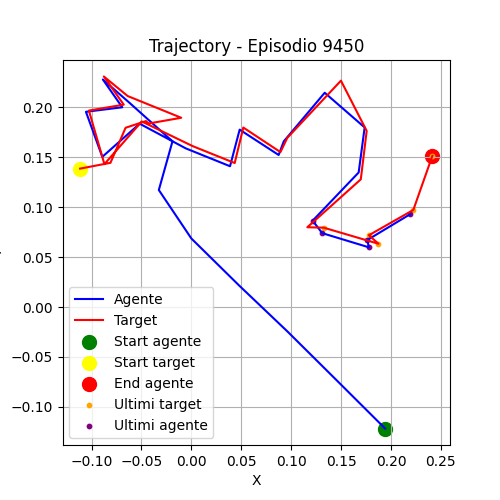 Trajectory - Episodio 9450
0.20
0.15
0.10
0.05
0.00
−0.05
−0.10
Agente
Target
Start agente
Start target
End agente
Ultimi target
Ultimi agente
−0.10 −0.05 0.00 0.05 0.10 0.15 0.20 0.25
X